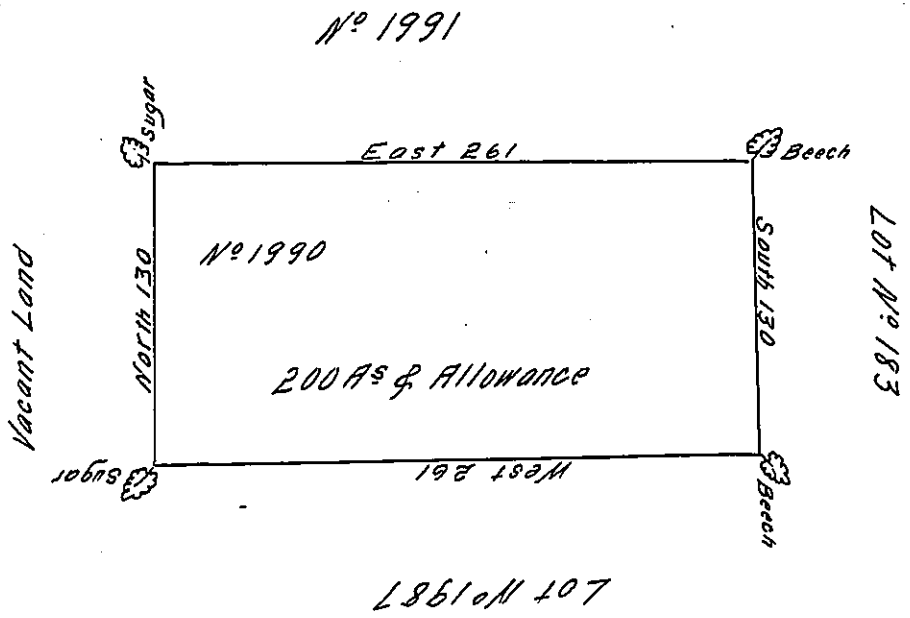 Nº 1991
Sugar
East 261
Beech
Nº 1990
Vacant Land
North 130
South 130
Lot Nº 183
200 As & Allowance
Sugar
West 261
Beech
Lot Nº 1987